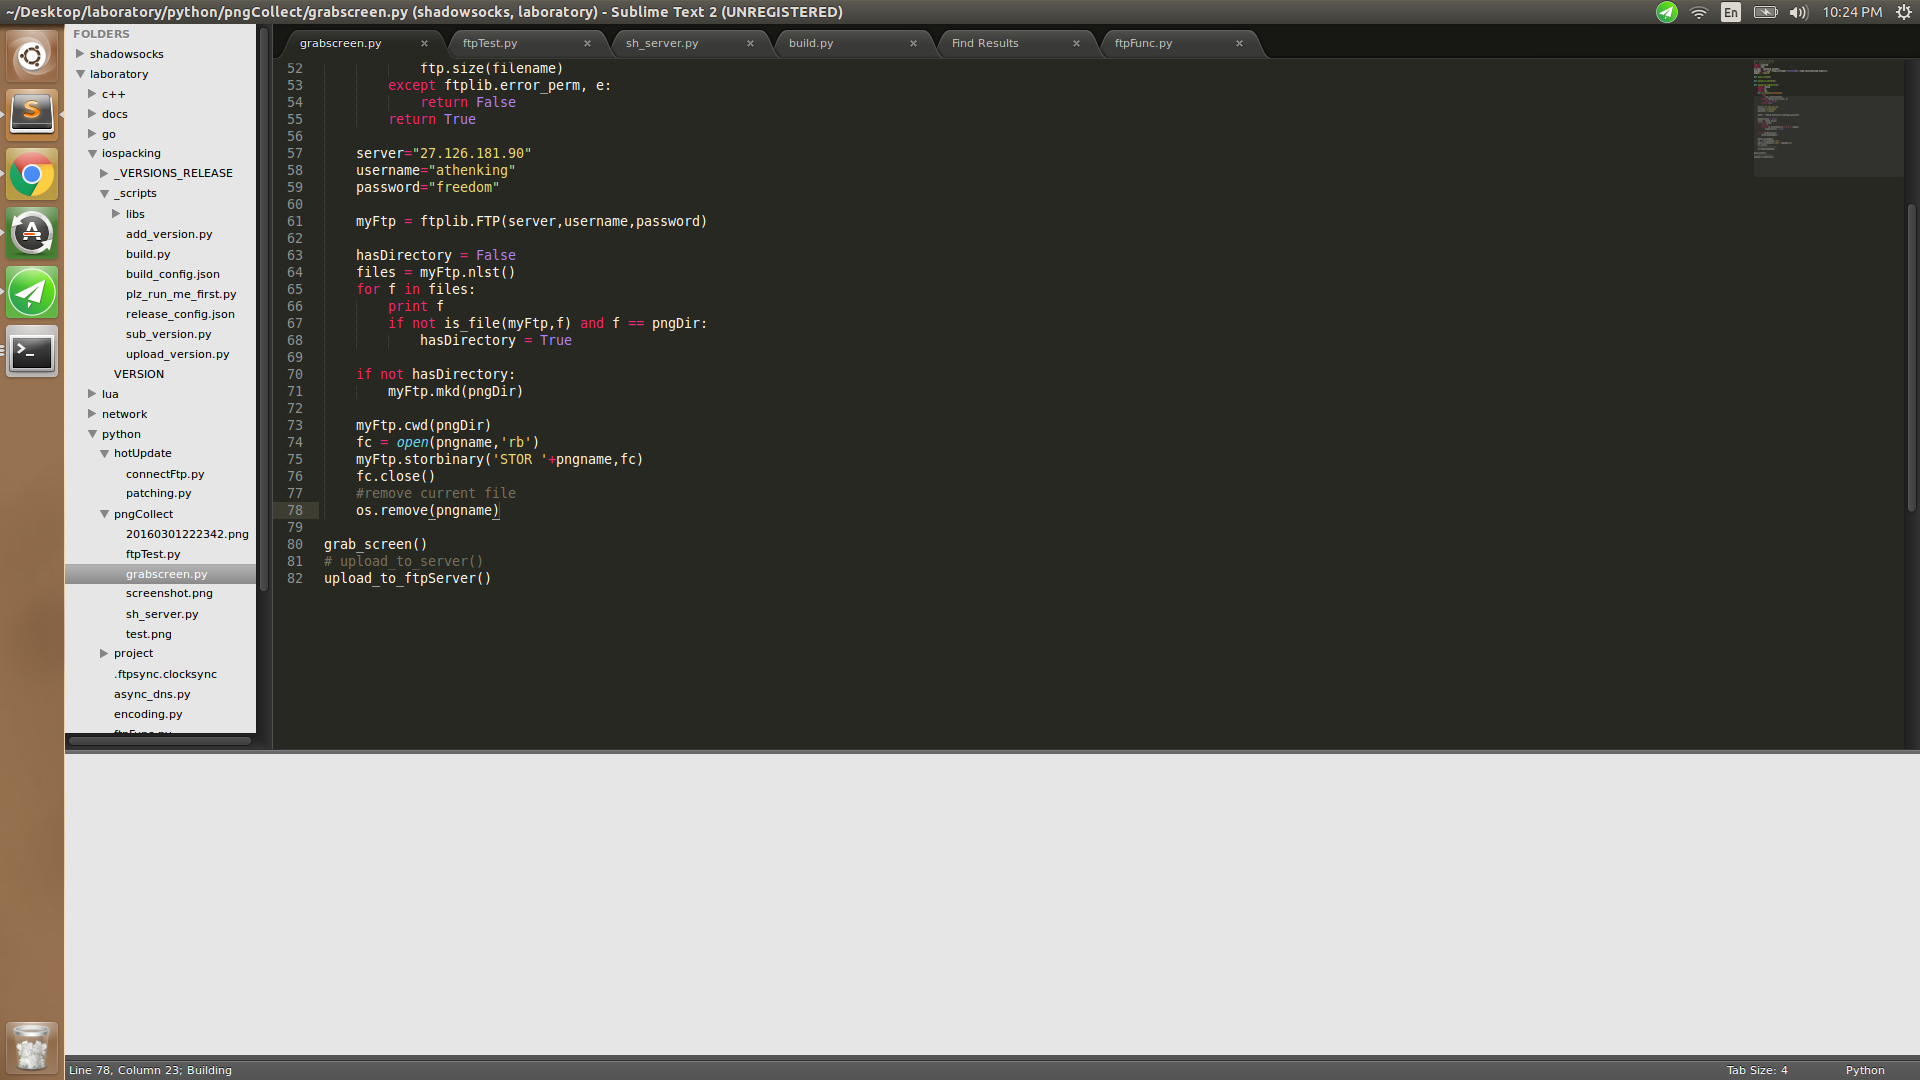 ~/Desktop/laboratory/python/pngCollect/grabscreen.py (shadowsocks, laboratory) - Sublime Text 2 (UNREGISTERED)
En
10:24 PM
FOLDERS
shadowsocks
laboratory
c++
docs
go
iospacking
_VERSIONS_RELEASE
_scripts
libs
add_version.py
build.py
build_config.json
plz_run_me_first.py
release_config.json
sub_version.py
upload_version.py
VERSION
lua
network
python
hotUpdate
connectFtp.py
patching.py
pngCollect
20160301222342.png
ftpTest.py
grabscreen.py
screenshot.png
sh_server.py
test.png
project
.ftpsync.clocksync
async_dns.py
encoding.py
grabscreen.py
ftpTest.py
sh_server.py
build.py
Find Results
ftpFunc.py
52 ftp.size(filename)
53 except ftplib.error_perm, e:
54 return False
55 return True
56
57 server="27.126.181.90"
58 username="athenking"
59 password="freedom"
60
61 myFtp = ftplib.FTP(server,username,password)
62
63 hasDirectory = False
64 files = myFtp.nlst()
65 for f in files:
66 print f
67 if not is_file(myFtp,f) and f == pngDir:
68 hasDirectory = True
69
70 if not hasDirectory:
71 myFtp.mkd(pngDir)
72
73 myFtp.cwd(pngDir)
74 fc = open(pngname,'rb')
75 myFtp.storbinary('STOR '+pngname,fc)
76 fc.close()
77 #remove current file
78 os.remove(pngname)
79
80 grab_screen()
81 # upload_to_server()
82 upload_to_ftpServer()
Line 78, Column 23; Building
Tab Size: 4
Python